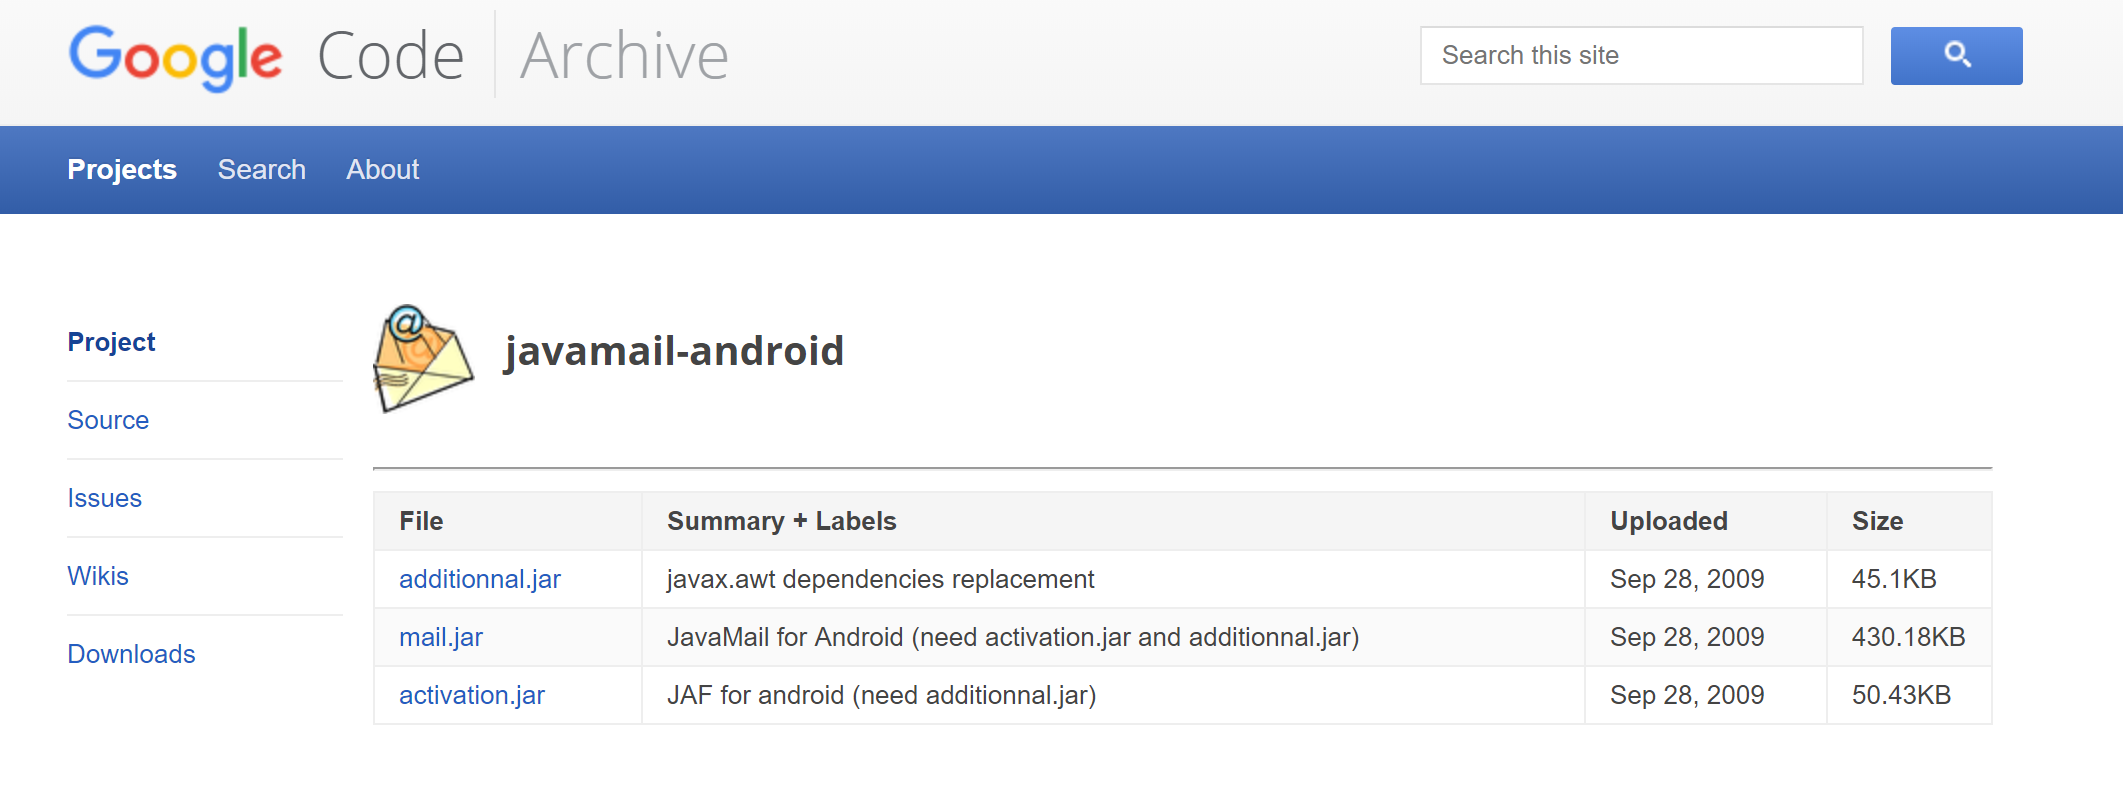 Google Code Archive
Search this site
Projects Search About
Project
Source
Issues
Wikis
Downloads
@
javamail-android
File Summary + Labels Uploaded Size
additionnal.jar javax.awt dependencies replacement Sep 28, 2009 45.1KB
mail.jar JavaMail for Android (need activation.jar and additionnal.jar) Sep 28, 2009 430.18KB
activation.jar JAF for android (need additionnal.jar) Sep 28, 2009 50.43KB